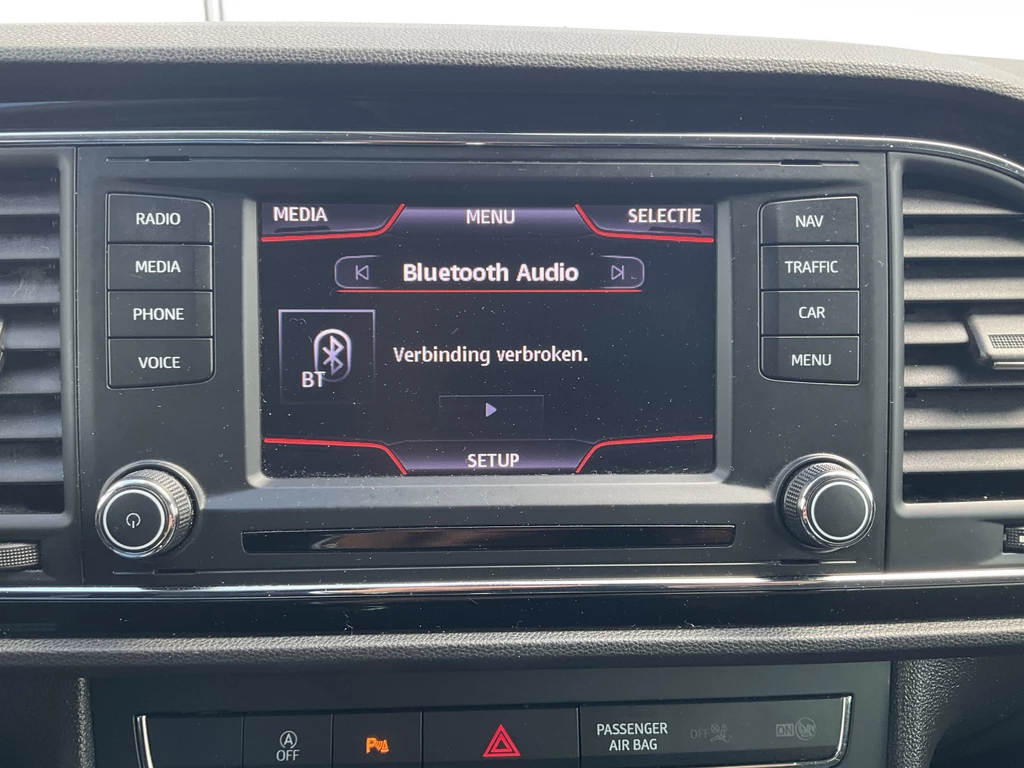 MEDIA MENU SELECTIE
RADIO
MEDIA
PHONE
VOICE
Bluetooth Audio
BT
Verbinding verbroken.
SETUP
NAV
TRAFFIC
CAR
MENU
A
OFF
PASSENGER
AIR BAG
OFF
ON